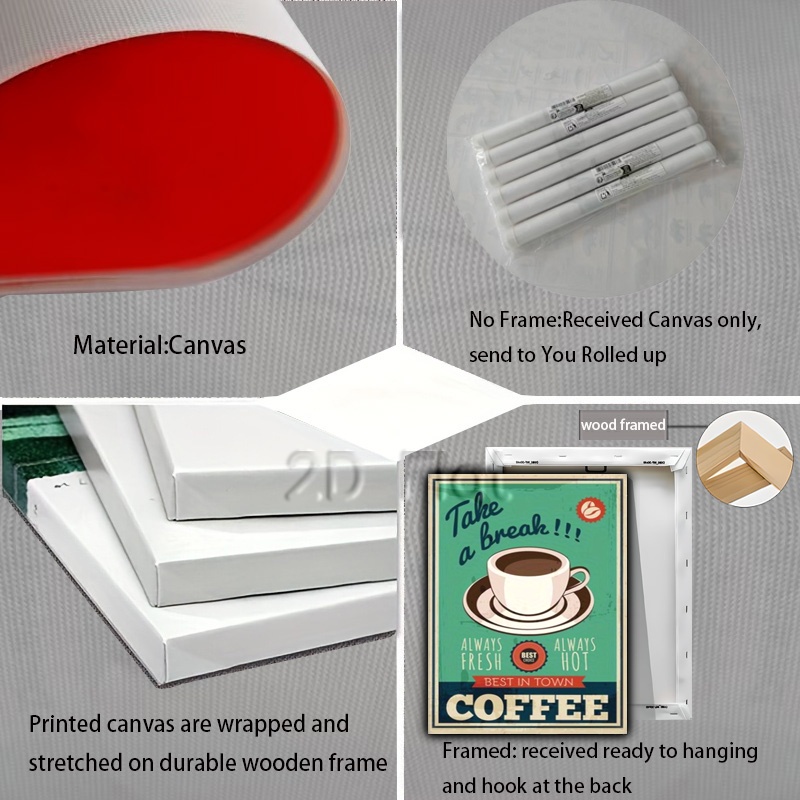 Material:Canvas
No Frame:Received Canvas only,
send to You Rolled up
wood framed
2D
Take
a break!!!
ALWAYS
FRESH
BEST
ALWAYS
HOT
BEST IN TOWN
COFFEE
Printed canvas are wrapped and
stretched on durable wooden frame
Framed: received ready to hanging
and hook at the back